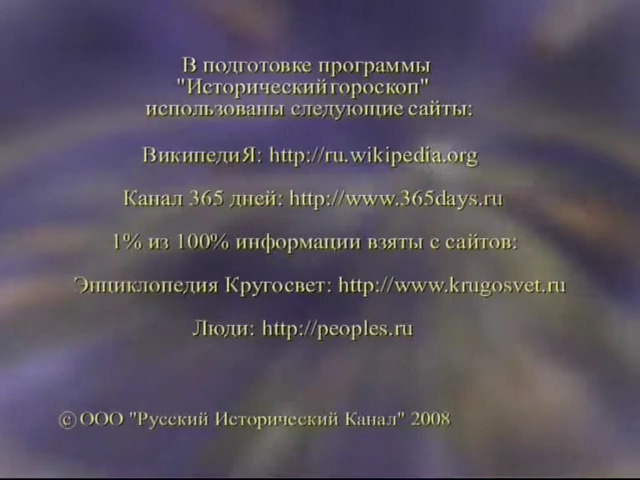 В подготовке программы
"Исторический гороскоп"
использованы следующие сайты:
ВикипедиЯ: http://ru.wikipedia.org
Канал 365 дней: http://www.365days.ru
1% из 100% информации взяты с сайтов:
Энциклопедия Кругосвет: http://www.krugosvet.ru
Люди: http://peoples.ru
© ООО "Русский Исторический Канал" 2008